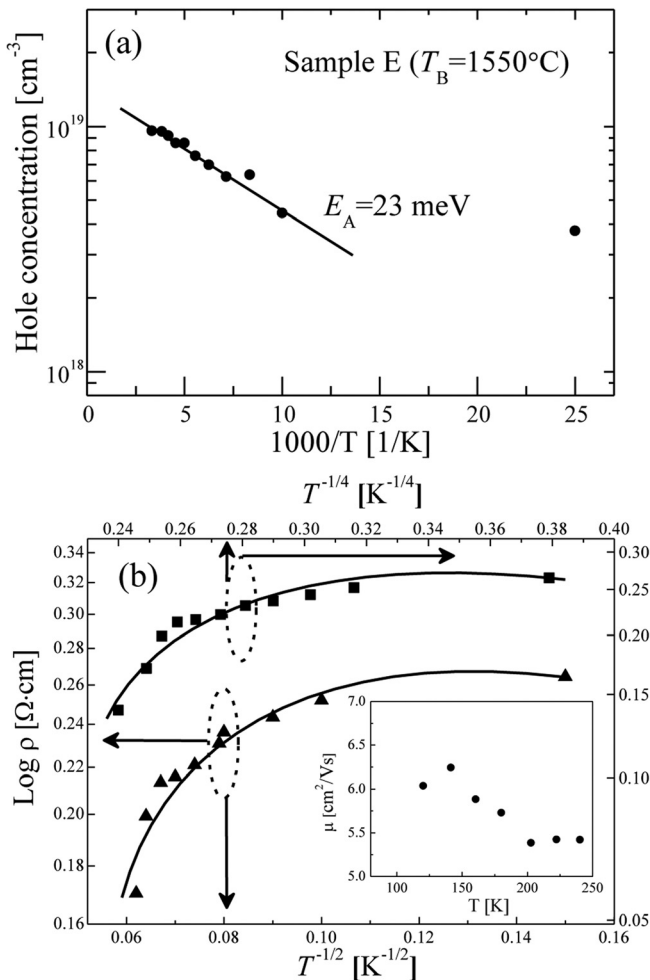 (a)
Sample E (T_B=1550°C)
Hole concentration [cm⁻³]
10¹⁹
E_A=23 meV
10¹⁸
0 5 10 15 20 25
1000/T [1/K]
T⁻¹/⁴ [K⁻¹/⁴]
0.24 0.26 0.28 0.30 0.32 0.34 0.36 0.38 0.40
(b)
Log ρ [Ω·cm]
0.34
0.32
0.30
0.28
0.26
0.24
0.22
0.20
0.18
0.16
0.30
0.25
0.20
0.15
0.10
0.05
7.0
6.5
6.0
5.5
5.0
μ [cm²/Vs]
100 150 200 250
T [K]
0.06 0.08 0.10 0.12 0.14 0.16
T⁻¹/² [K⁻¹/²]